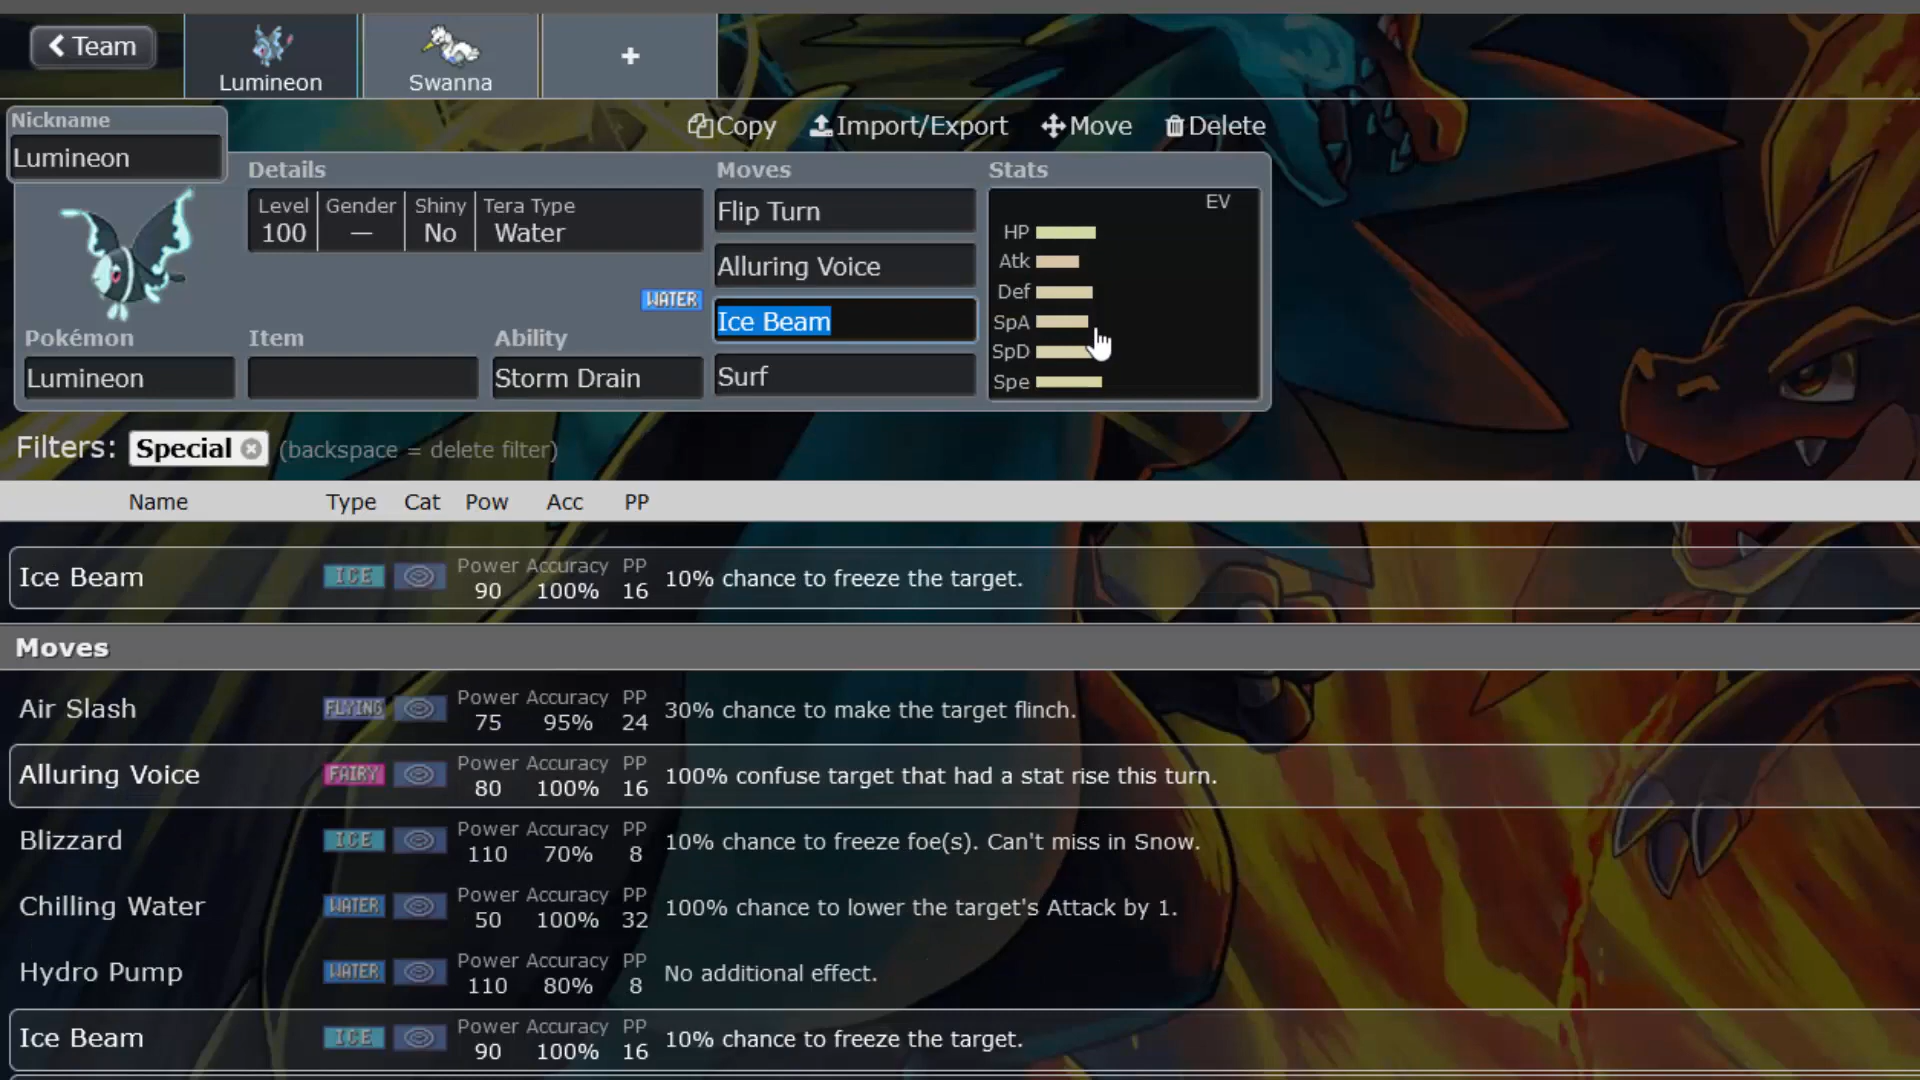 Team
Lumineon
Swanna
+
Nickname
Lumineon
Copy Import/Export Move Delete
Details
Level Gender Shiny Tera Type
100 — No Water
WATER
Pokémon Item Ability
Lumineon Storm Drain
Moves
Flip Turn
Alluring Voice
Ice Beam
Surf
Stats
EV
HP
Atk
Def
SpA
SpD
Spe
Filters: Special (backspace = delete filter)
Name Type Cat Pow Acc PP
Ice Beam ICE Power 90 Accuracy 100% PP 16 10% chance to freeze the target.
Moves
Air Slash FLYING Power 75 Accuracy 95% PP 24 30% chance to make the target flinch.
Alluring Voice FAIRY Power 80 Accuracy 100% PP 16 100% confuse target that had a stat rise this turn.
Blizzard ICE Power 110 Accuracy 70% PP 8 10% chance to freeze foe(s). Can't miss in Snow.
Chilling Water WATER Power 50 Accuracy 100% PP 32 100% chance to lower the target's Attack by 1.
Hydro Pump WATER Power 110 Accuracy 80% PP 8 No additional effect.
Ice Beam ICE Power 90 Accuracy 100% PP 16 10% chance to freeze the target.